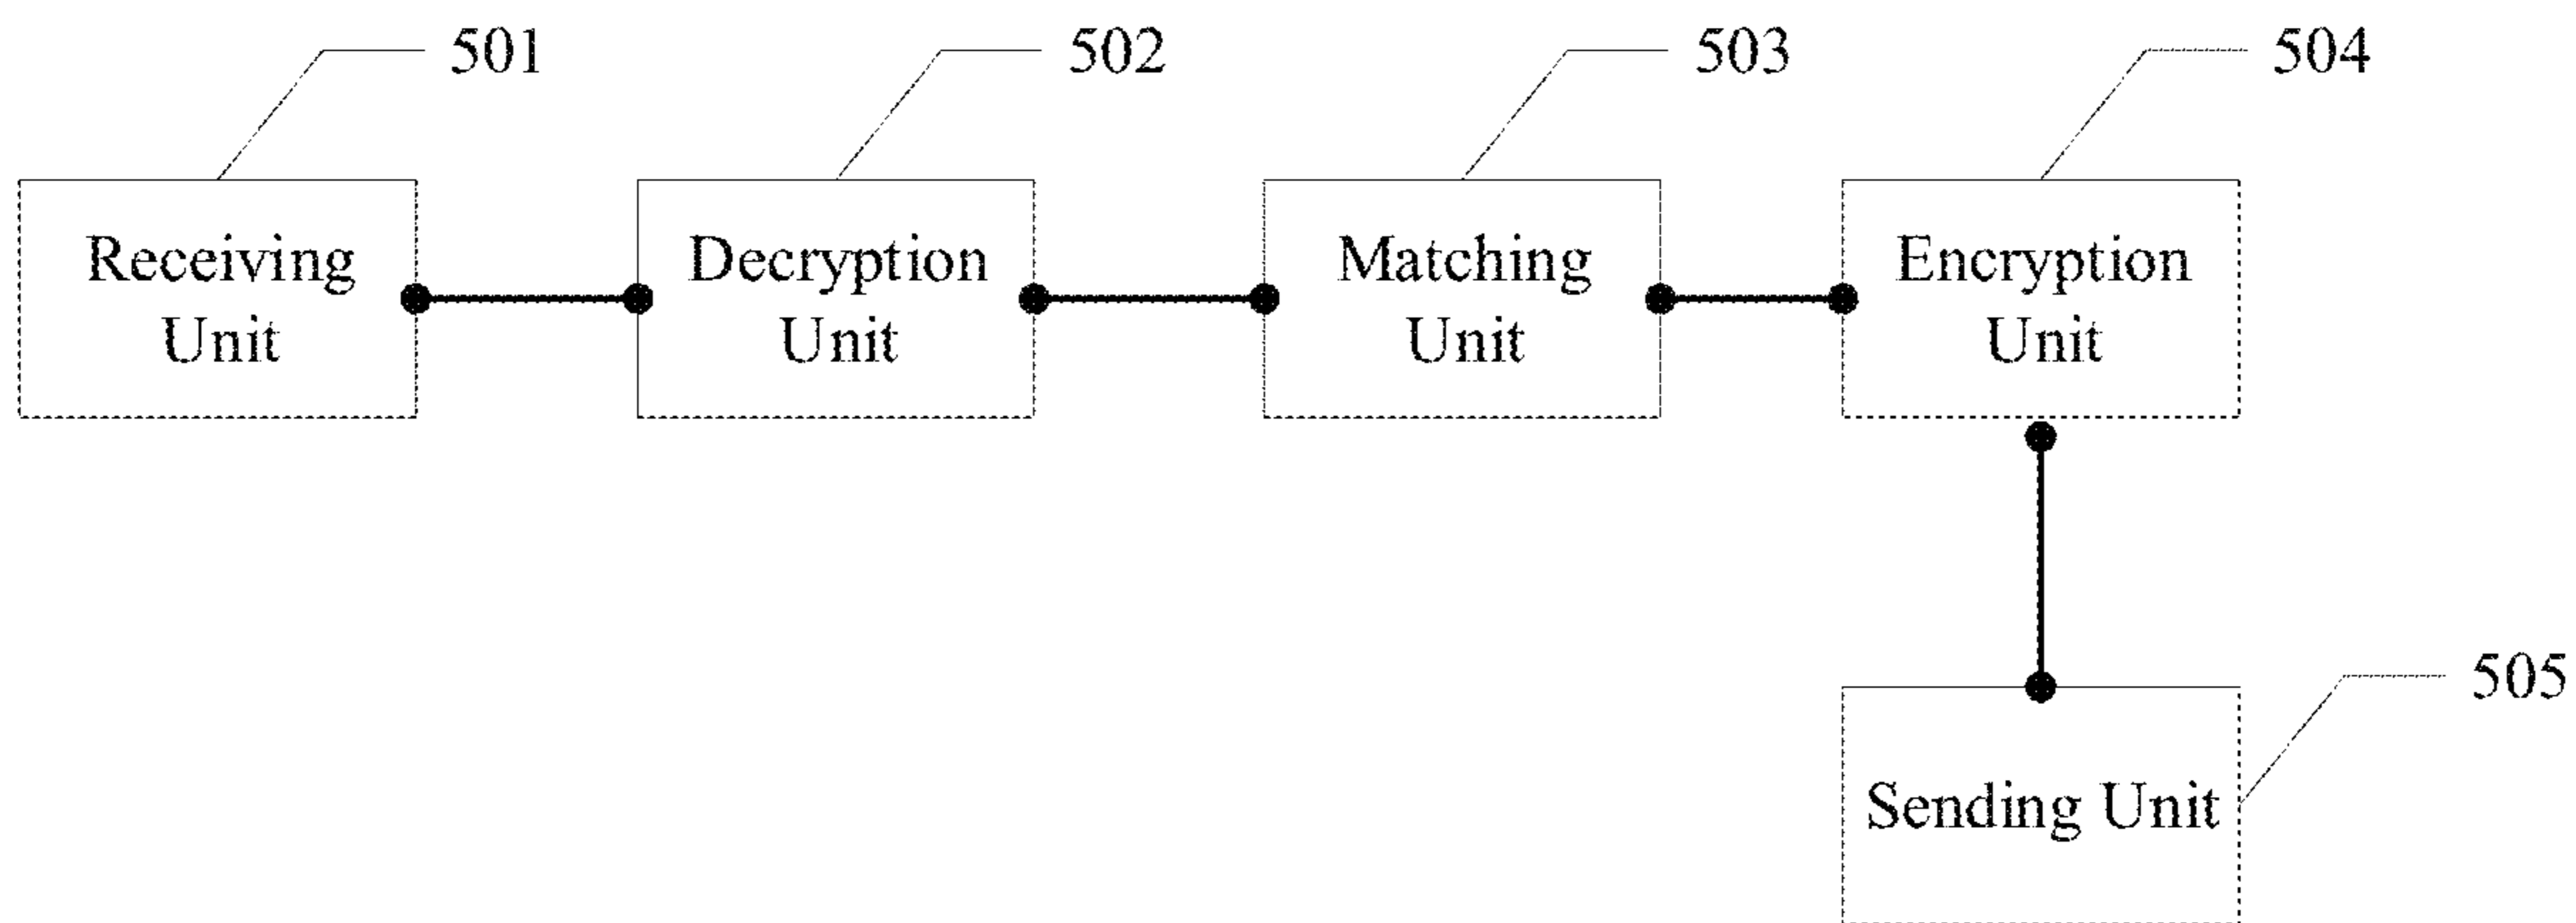 501
502
503
504
Receiving
Unit
Decryption
Unit
Matching
Unit
Encryption
Unit
505
Sending Unit